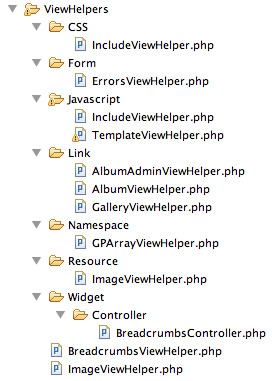 ViewHelpers
CSS
IncludeViewHelper.php
Form
ErrorsViewHelper.php
Javascript
IncludeViewHelper.php
TemplateViewHelper.php
Link
AlbumAdminViewHelper.php
AlbumViewHelper.php
GalleryViewHelper.php
Namespace
GPArrayViewHelper.php
Resource
ImageViewHelper.php
Widget
Controller
BreadcrumbsController.php
BreadcrumbsViewHelper.php
ImageViewHelper.php